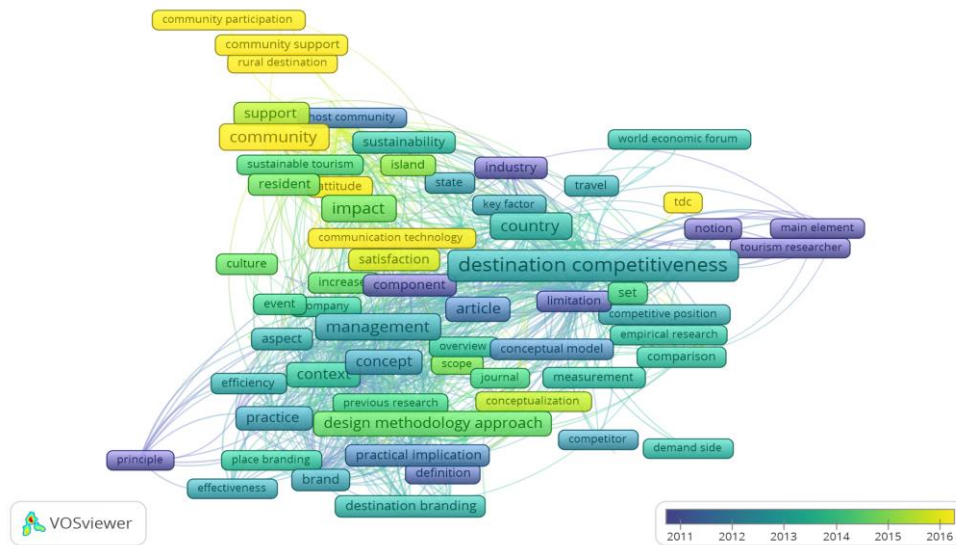 community participation
community support
rural destination
support
host community
community
sustainability
world economic forum
sustainable tourism
island
industry
resident
attitude
state
travel
impact
key factor
tdc
country
notion
main element
communication technology
tourism researcher
satisfaction
destination competitiveness
culture
increase
component
set
event
company
article
limitation
competitive position
management
empirical research
aspect
overview
conceptual model
comparison
concept
scope
context
journal
measurement
efficiency
previous research
conceptualization
practice
design methodology approach
competitor
demand side
principle
place branding
practical implication
definition
effectiveness
brand
destination branding
VOSviewer
2011 2012 2013 2014 2015 2016